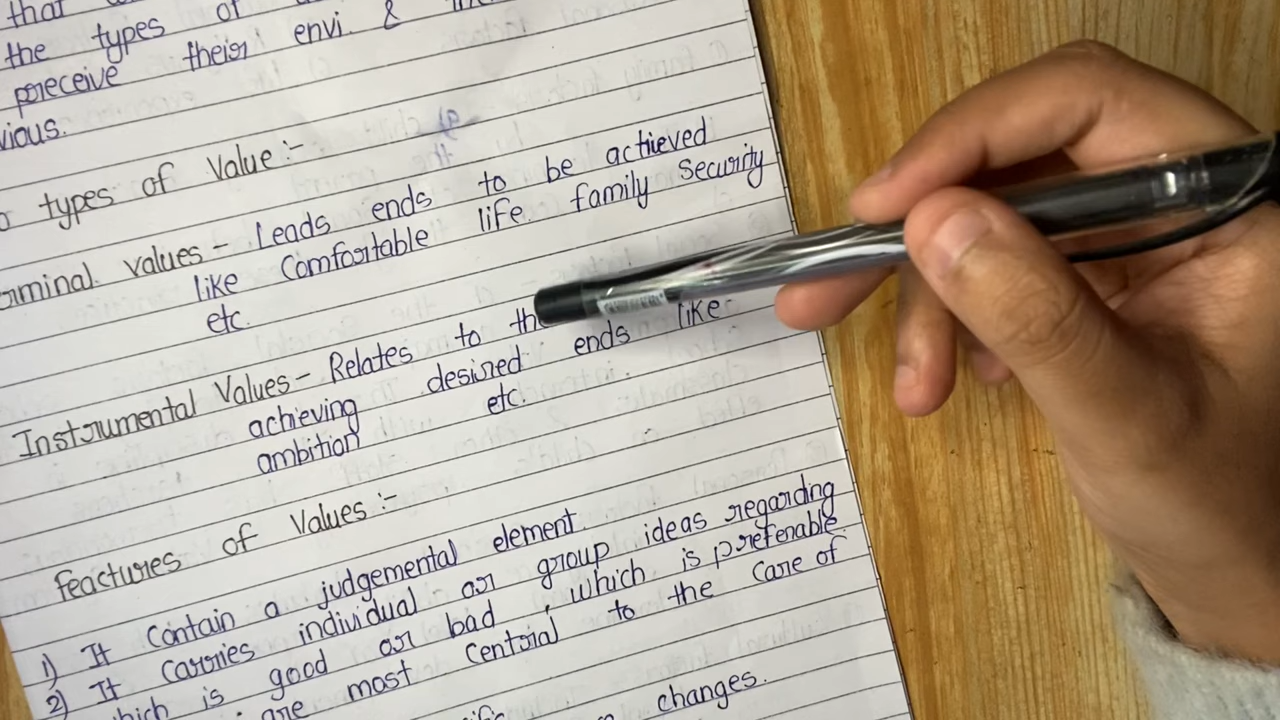 that
the types of
perceive their envi. &
vious.
types of Value :-
rminal. values - Leads ends to be actieved
like Comfortable life family Security
etc.
Instrumental Values - Relates to the
achieving desired ends like
ambition etc.
feactures of Values :-
1) It Contain a judgemental element
2) It carries individual or group ideas regarding
which is good or bad, which is preferable.
are most Central to the Care of
changes.